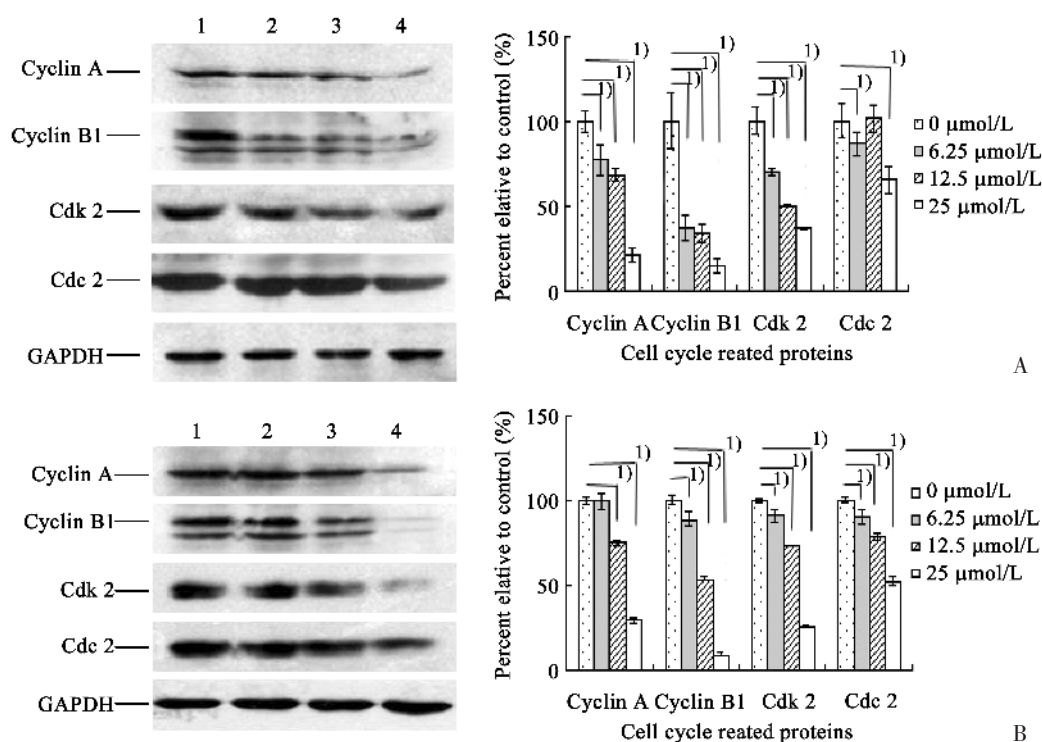 1 2 3 4
Cyclin A
Cyclin B1
Cdk 2
Cdc 2
GAPDH
Percent elative to control (%)
150
100
50
0
1) 1) 1)
1) 1) 1)
1) 1) 1)
1) 1)
Cyclin A Cyclin B1 Cdk 2 Cdc 2
Cell cycle reated proteins
0 μmol/L
6.25 μmol/L
12.5 μmol/L
25 μmol/L
A
1 2 3 4
Cyclin A
Cyclin B1
Cdk 2
Cdc 2
GAPDH
Percent elative to control (%)
150
100
50
0
1) 1)
1) 1) 1)
1) 1) 1)
1) 1) 1)
Cyclin A Cyclin B1 Cdk 2 Cdc 2
Cell cycle reated proteins
0 μmol/L
6.25 μmol/L
12.5 μmol/L
25 μmol/L
B